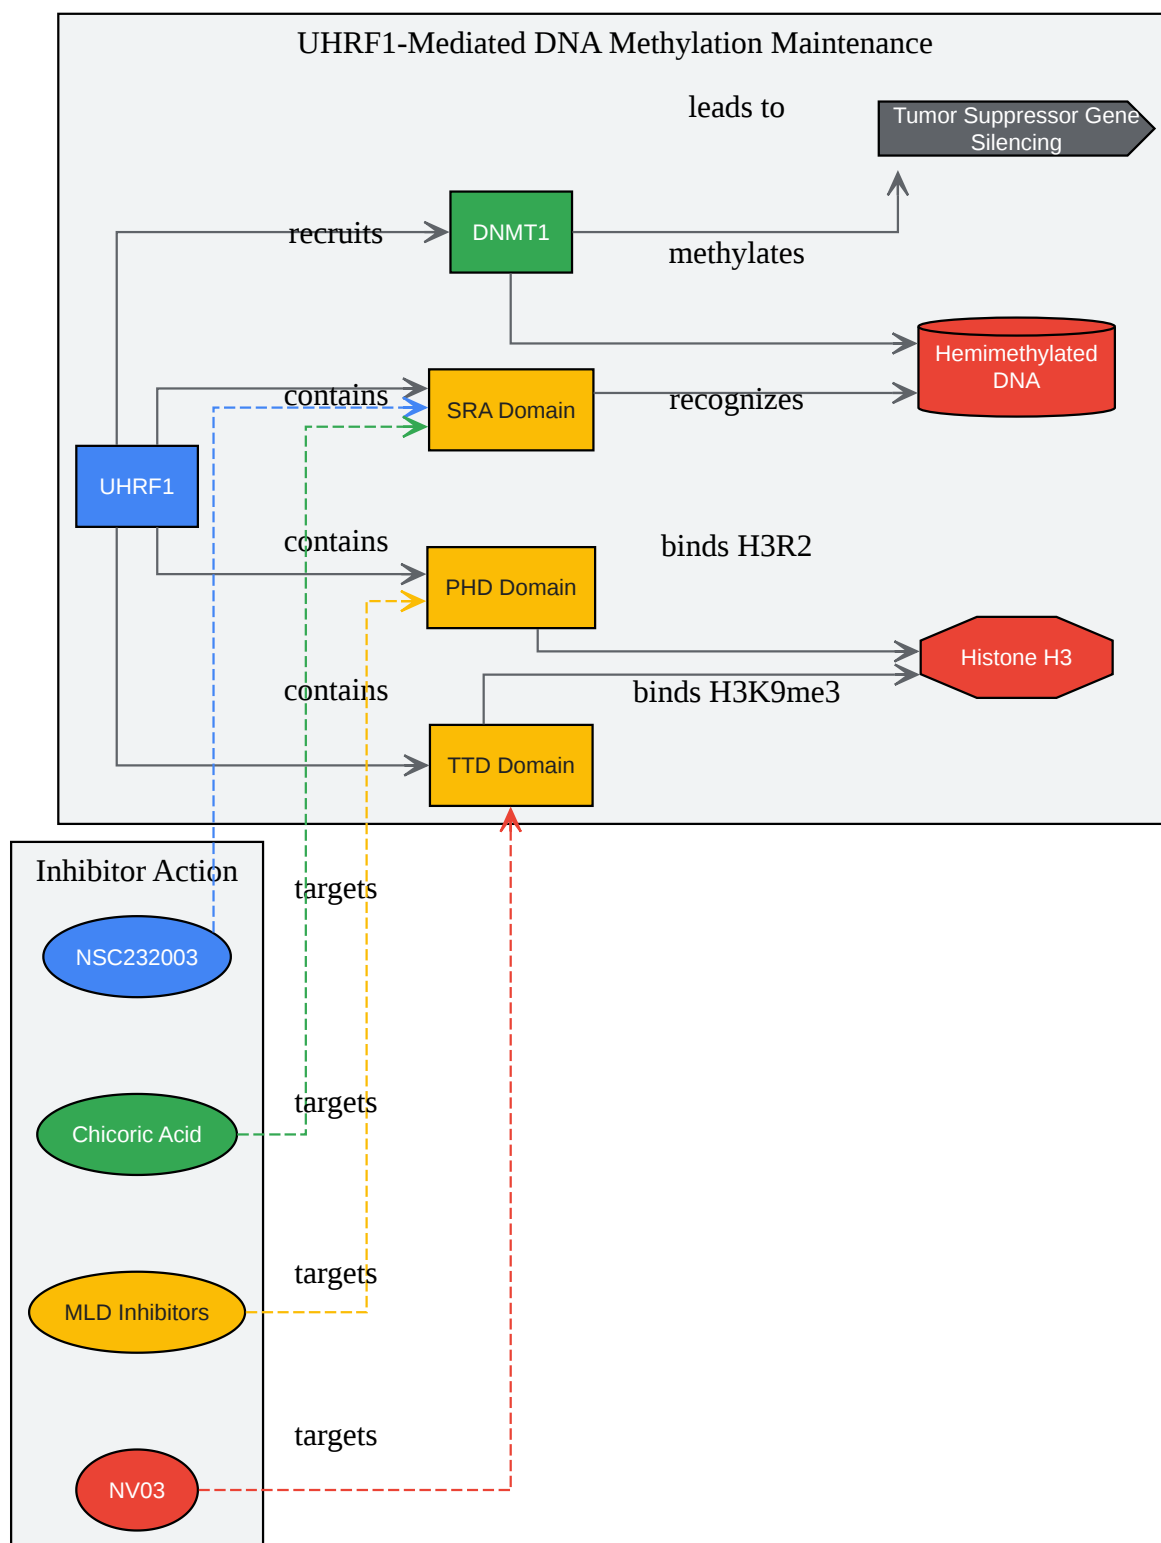 UHRF1-Mediated DNA Methylation Maintenance
leads to
Tumor Suppressor Gene
Silencing
recruits
DNMT1
methylates
Hemimethylated
DNA
contains
SRA Domain
recognizes
UHRF1
contains
PHD Domain
binds H3R2
Histone H3
contains
binds H3K9me3
TTD Domain
Inhibitor Action
targets
NSC232003
targets
Chicoric Acid
targets
MLD Inhibitors
targets
NV03